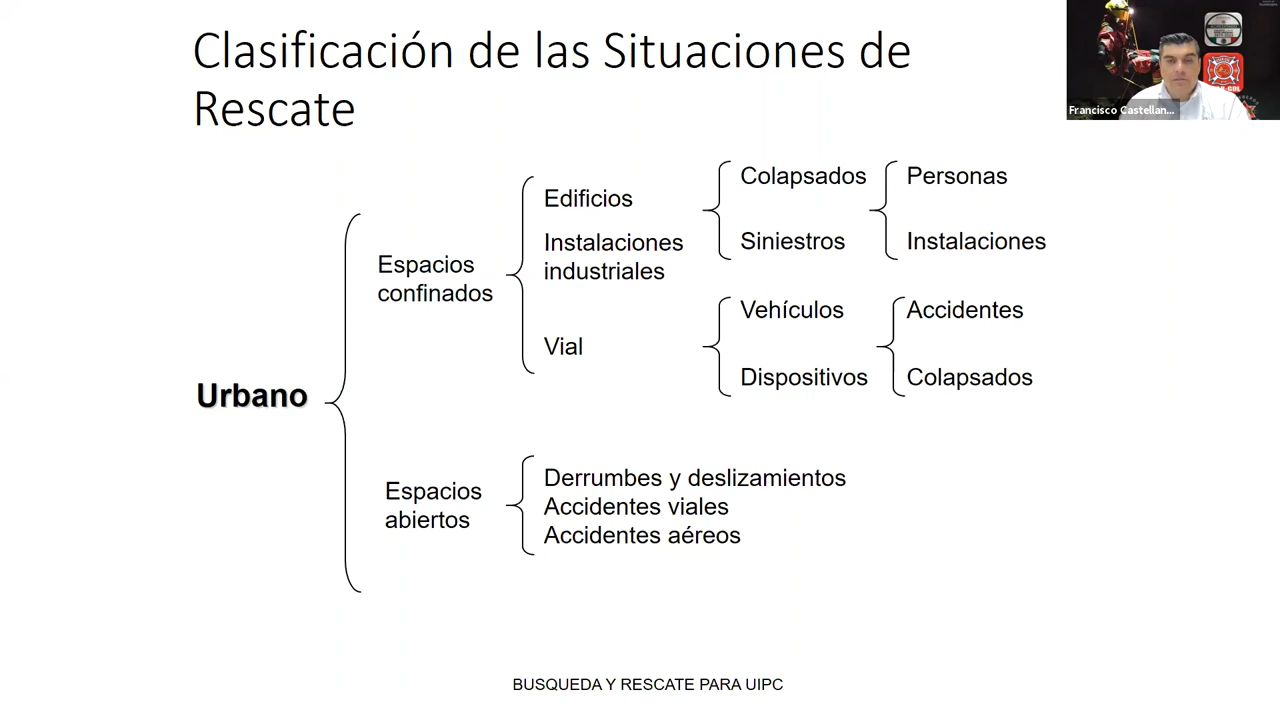 Clasificación de las Situaciones de
Rescate
Francisco Castellan...
Urbano
Espacios
confinados
Edificios
Instalaciones
industriales
Colapsados
Siniestros
Personas
Instalaciones
Vial
Vehículos
Dispositivos
Accidentes
Colapsados
Espacios
abiertos
Derrumbes y deslizamientos
Accidentes viales
Accidentes aéreos
BUSQUEDA Y RESCATE PARA UIPC